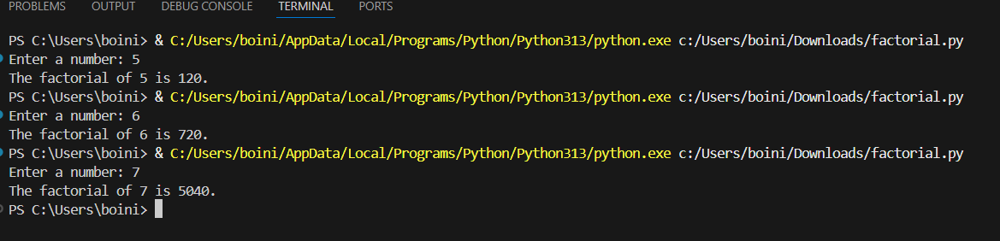 PROBLEMS OUTPUT DEBUG CONSOLE TERMINAL PORTS
PS C:\Users\boini> & C:/Users/boini/AppData/Local/Programs/Python/Python313/python.exe c:/Users/boini/Downloads/factorial.py
Enter a number: 5
The factorial of 5 is 120.
PS C:\Users\boini> & C:/Users/boini/AppData/Local/Programs/Python/Python313/python.exe c:/Users/boini/Downloads/factorial.py
Enter a number: 6
The factorial of 6 is 720.
PS C:\Users\boini> & C:/Users/boini/AppData/Local/Programs/Python/Python313/python.exe c:/Users/boini/Downloads/factorial.py
Enter a number: 7
The factorial of 7 is 5040.
PS C:\Users\boini>